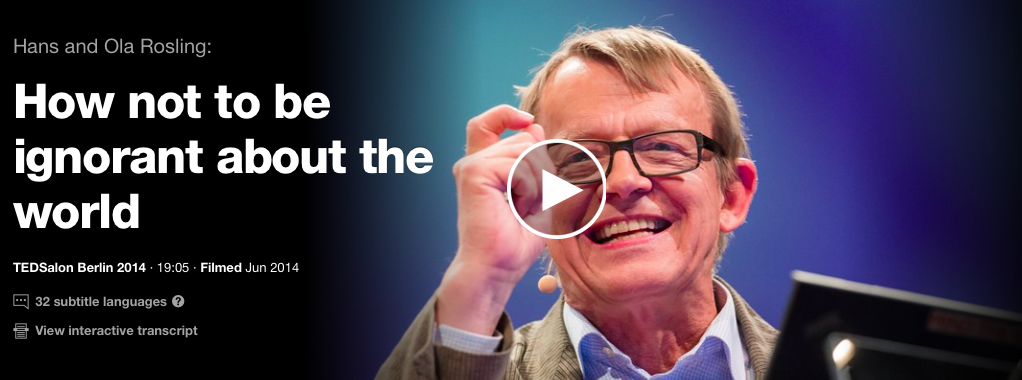 Hans and Ola Rosling:
How not to be
ignorant about the
world
TEDSalon Berlin 2014 · 19:05 · Filmed Jun 2014
32 subtitle languages ?
View interactive transcript